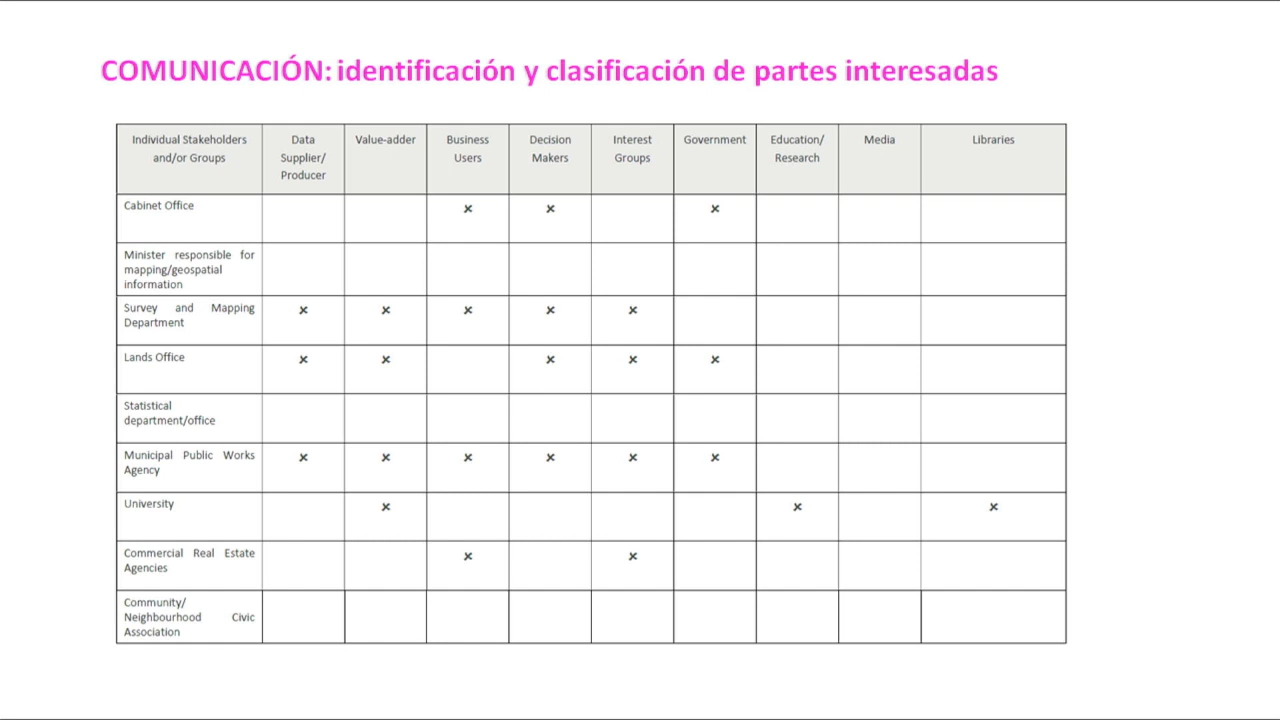 COMUNICACIÓN: identificación y clasificación de partes interesadas
Individual Stakeholders
and/or Groups
Data
Supplier/
Producer
Value-adder
Business
Users
Decision
Makers
Interest
Groups
Government
Education/
Research
Media
Libraries
Cabinet Office
× × ×
Minister responsible for
mapping/geospatial
information
Survey and Mapping
Department
× × × × ×
Lands Office
× × × × ×
Statistical
department/office
Municipal Public Works
Agency
× × × × × ×
University
× × ×
Commercial Real Estate
Agencies
× ×
Community/
Neighbourhood Civic
Association